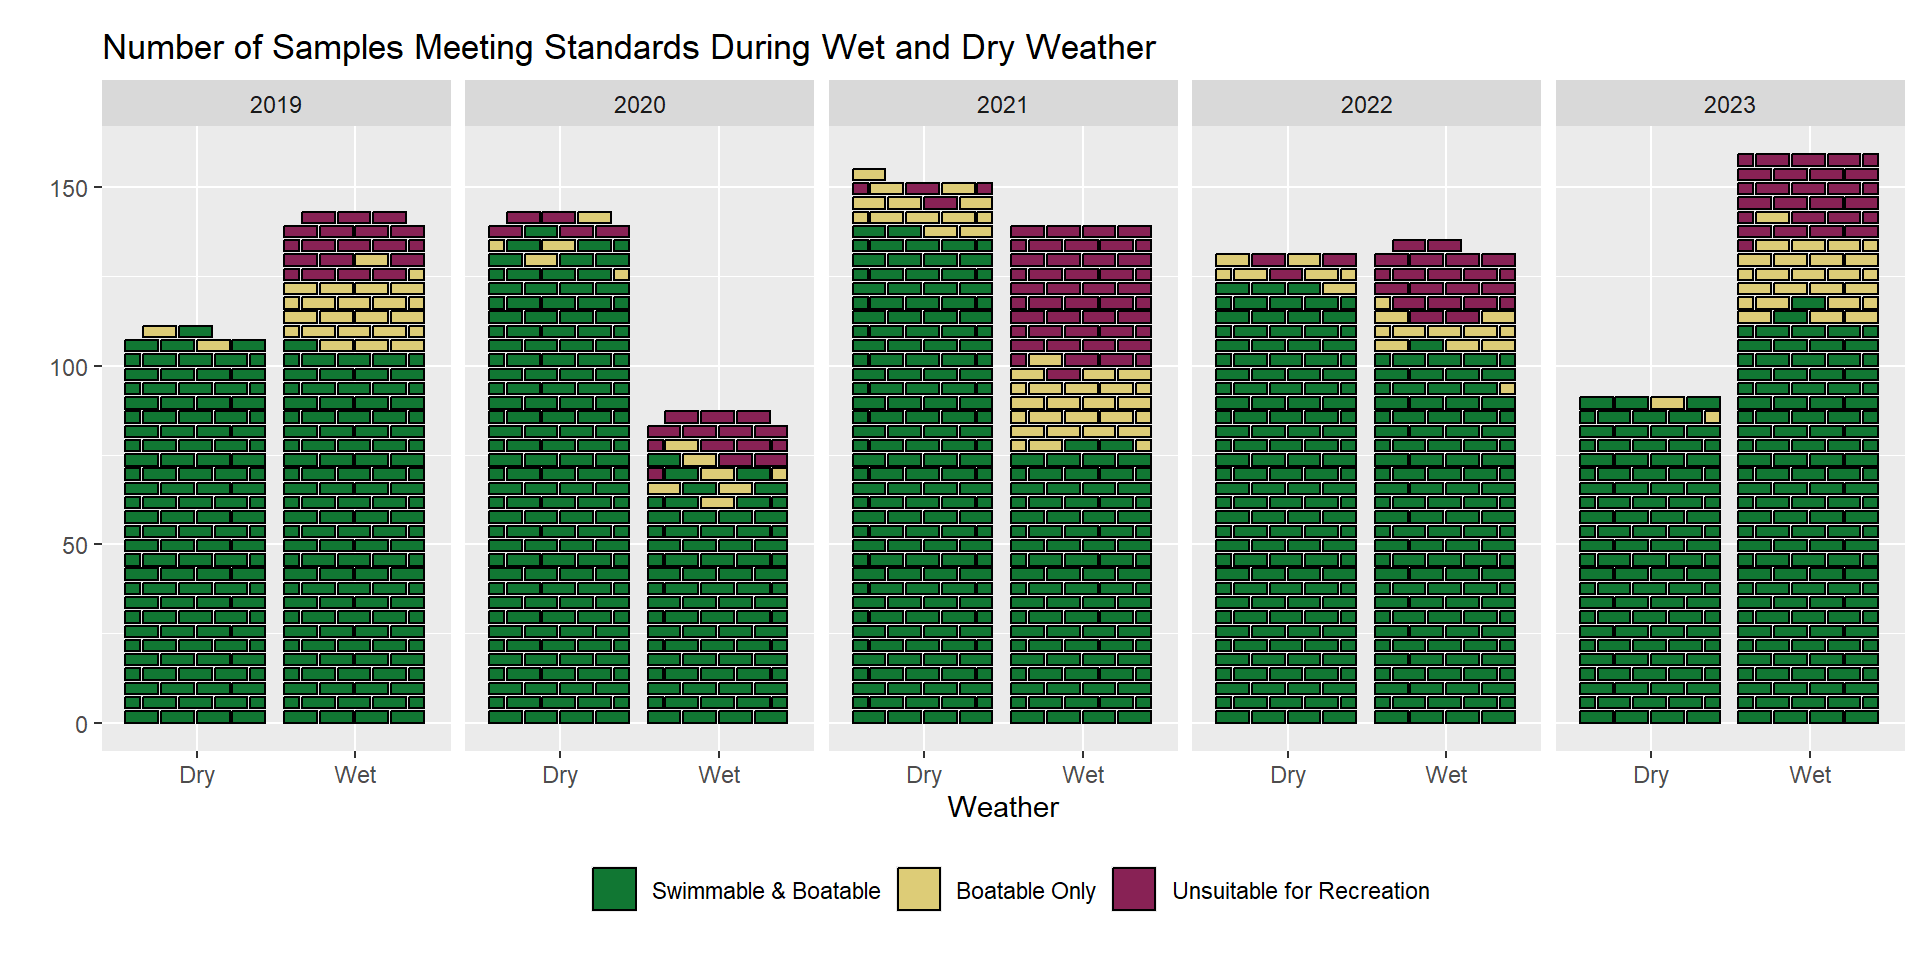 Number of Samples Meeting Standards During Wet and Dry Weather
2019 2020 2021 2022 2023
150
100
50
0
Dry Wet Dry Wet Dry Wet Dry Wet Dry Wet
Weather
Swimmable & Boatable Boatable Only Unsuitable for Recreation